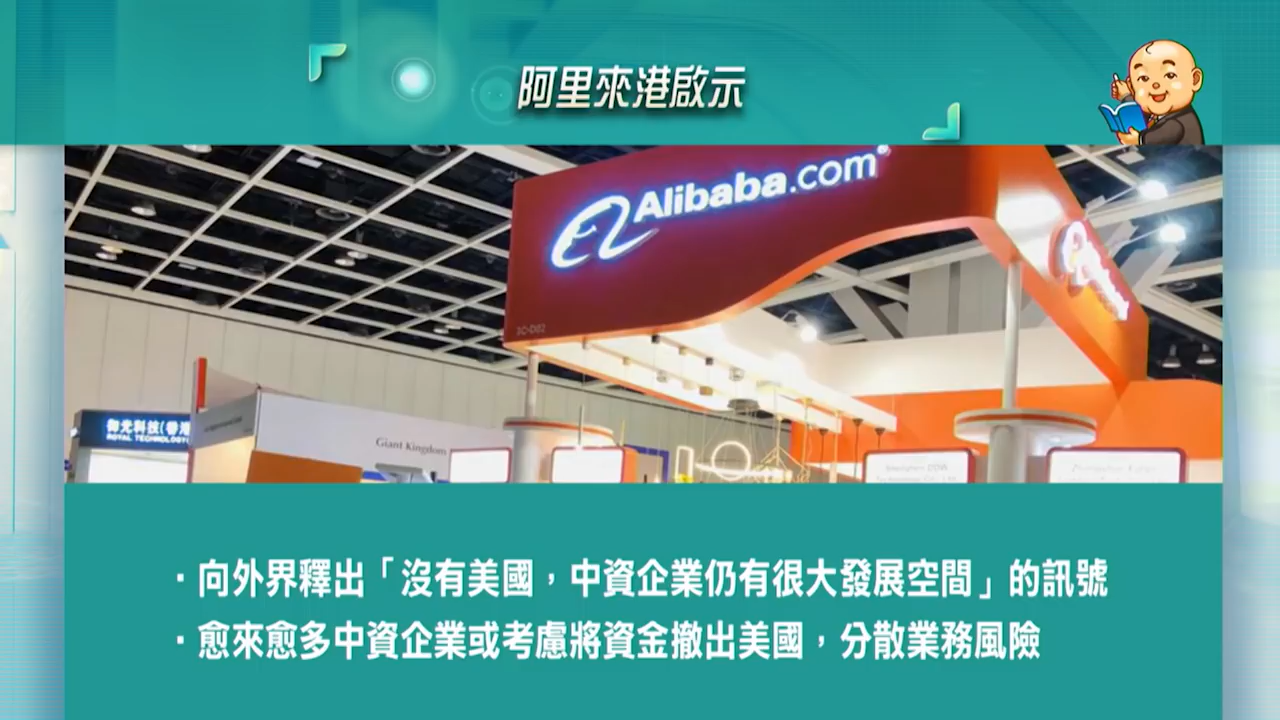 阿里來港啟示
Alibaba.com
3C-D02
御光科技(香港
ROYAL TECHNOLOGY
Giant Kingdom
· 向外界釋出「沒有美國，中資企業仍有很大發展空間」的訊號
· 愈來愈多中資企業或考慮將資金撤出美國，分散業務風險